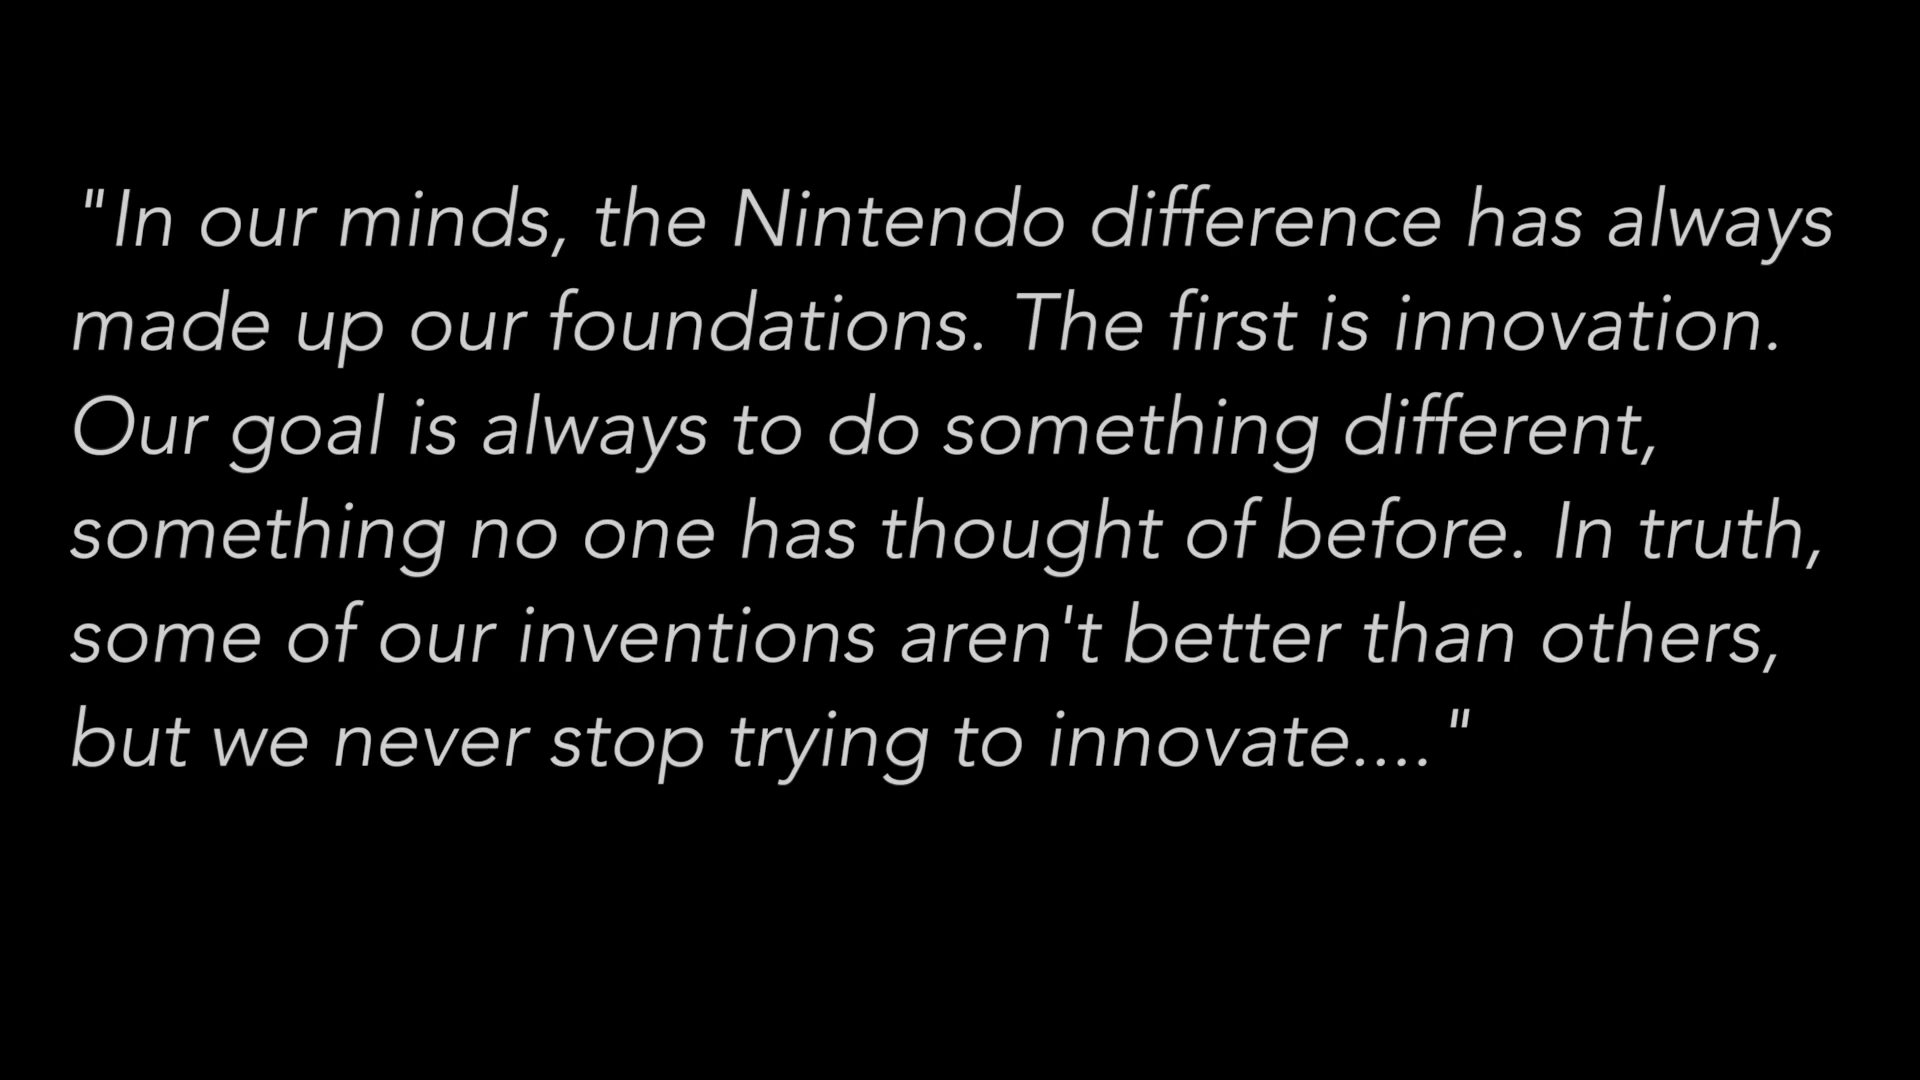 "In our minds, the Nintendo difference has always
made up our foundations. The first is innovation.
Our goal is always to do something different,
something no one has thought of before. In truth,
some of our inventions aren't better than others,
but we never stop trying to innovate...."